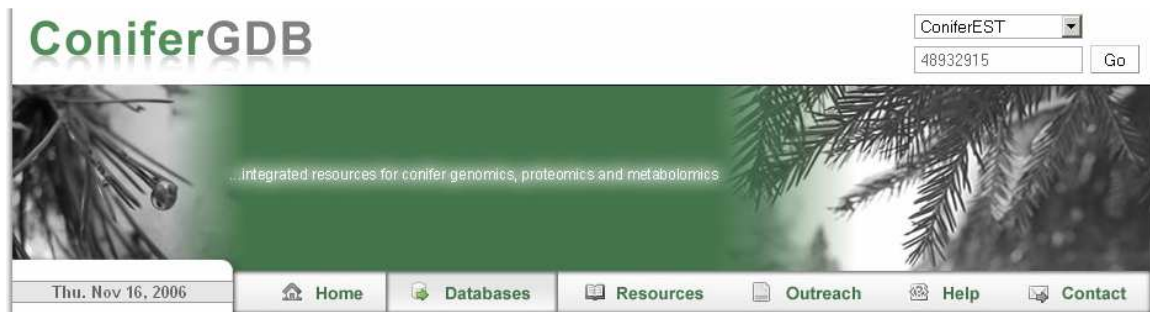 ConiferGDB
ConiferEST
48932915 Go
...integrated resources for conifer genomics, proteomics and metabolomics
Thu. Nov 16, 2006 Home Databases Resources Outreach Help Contact